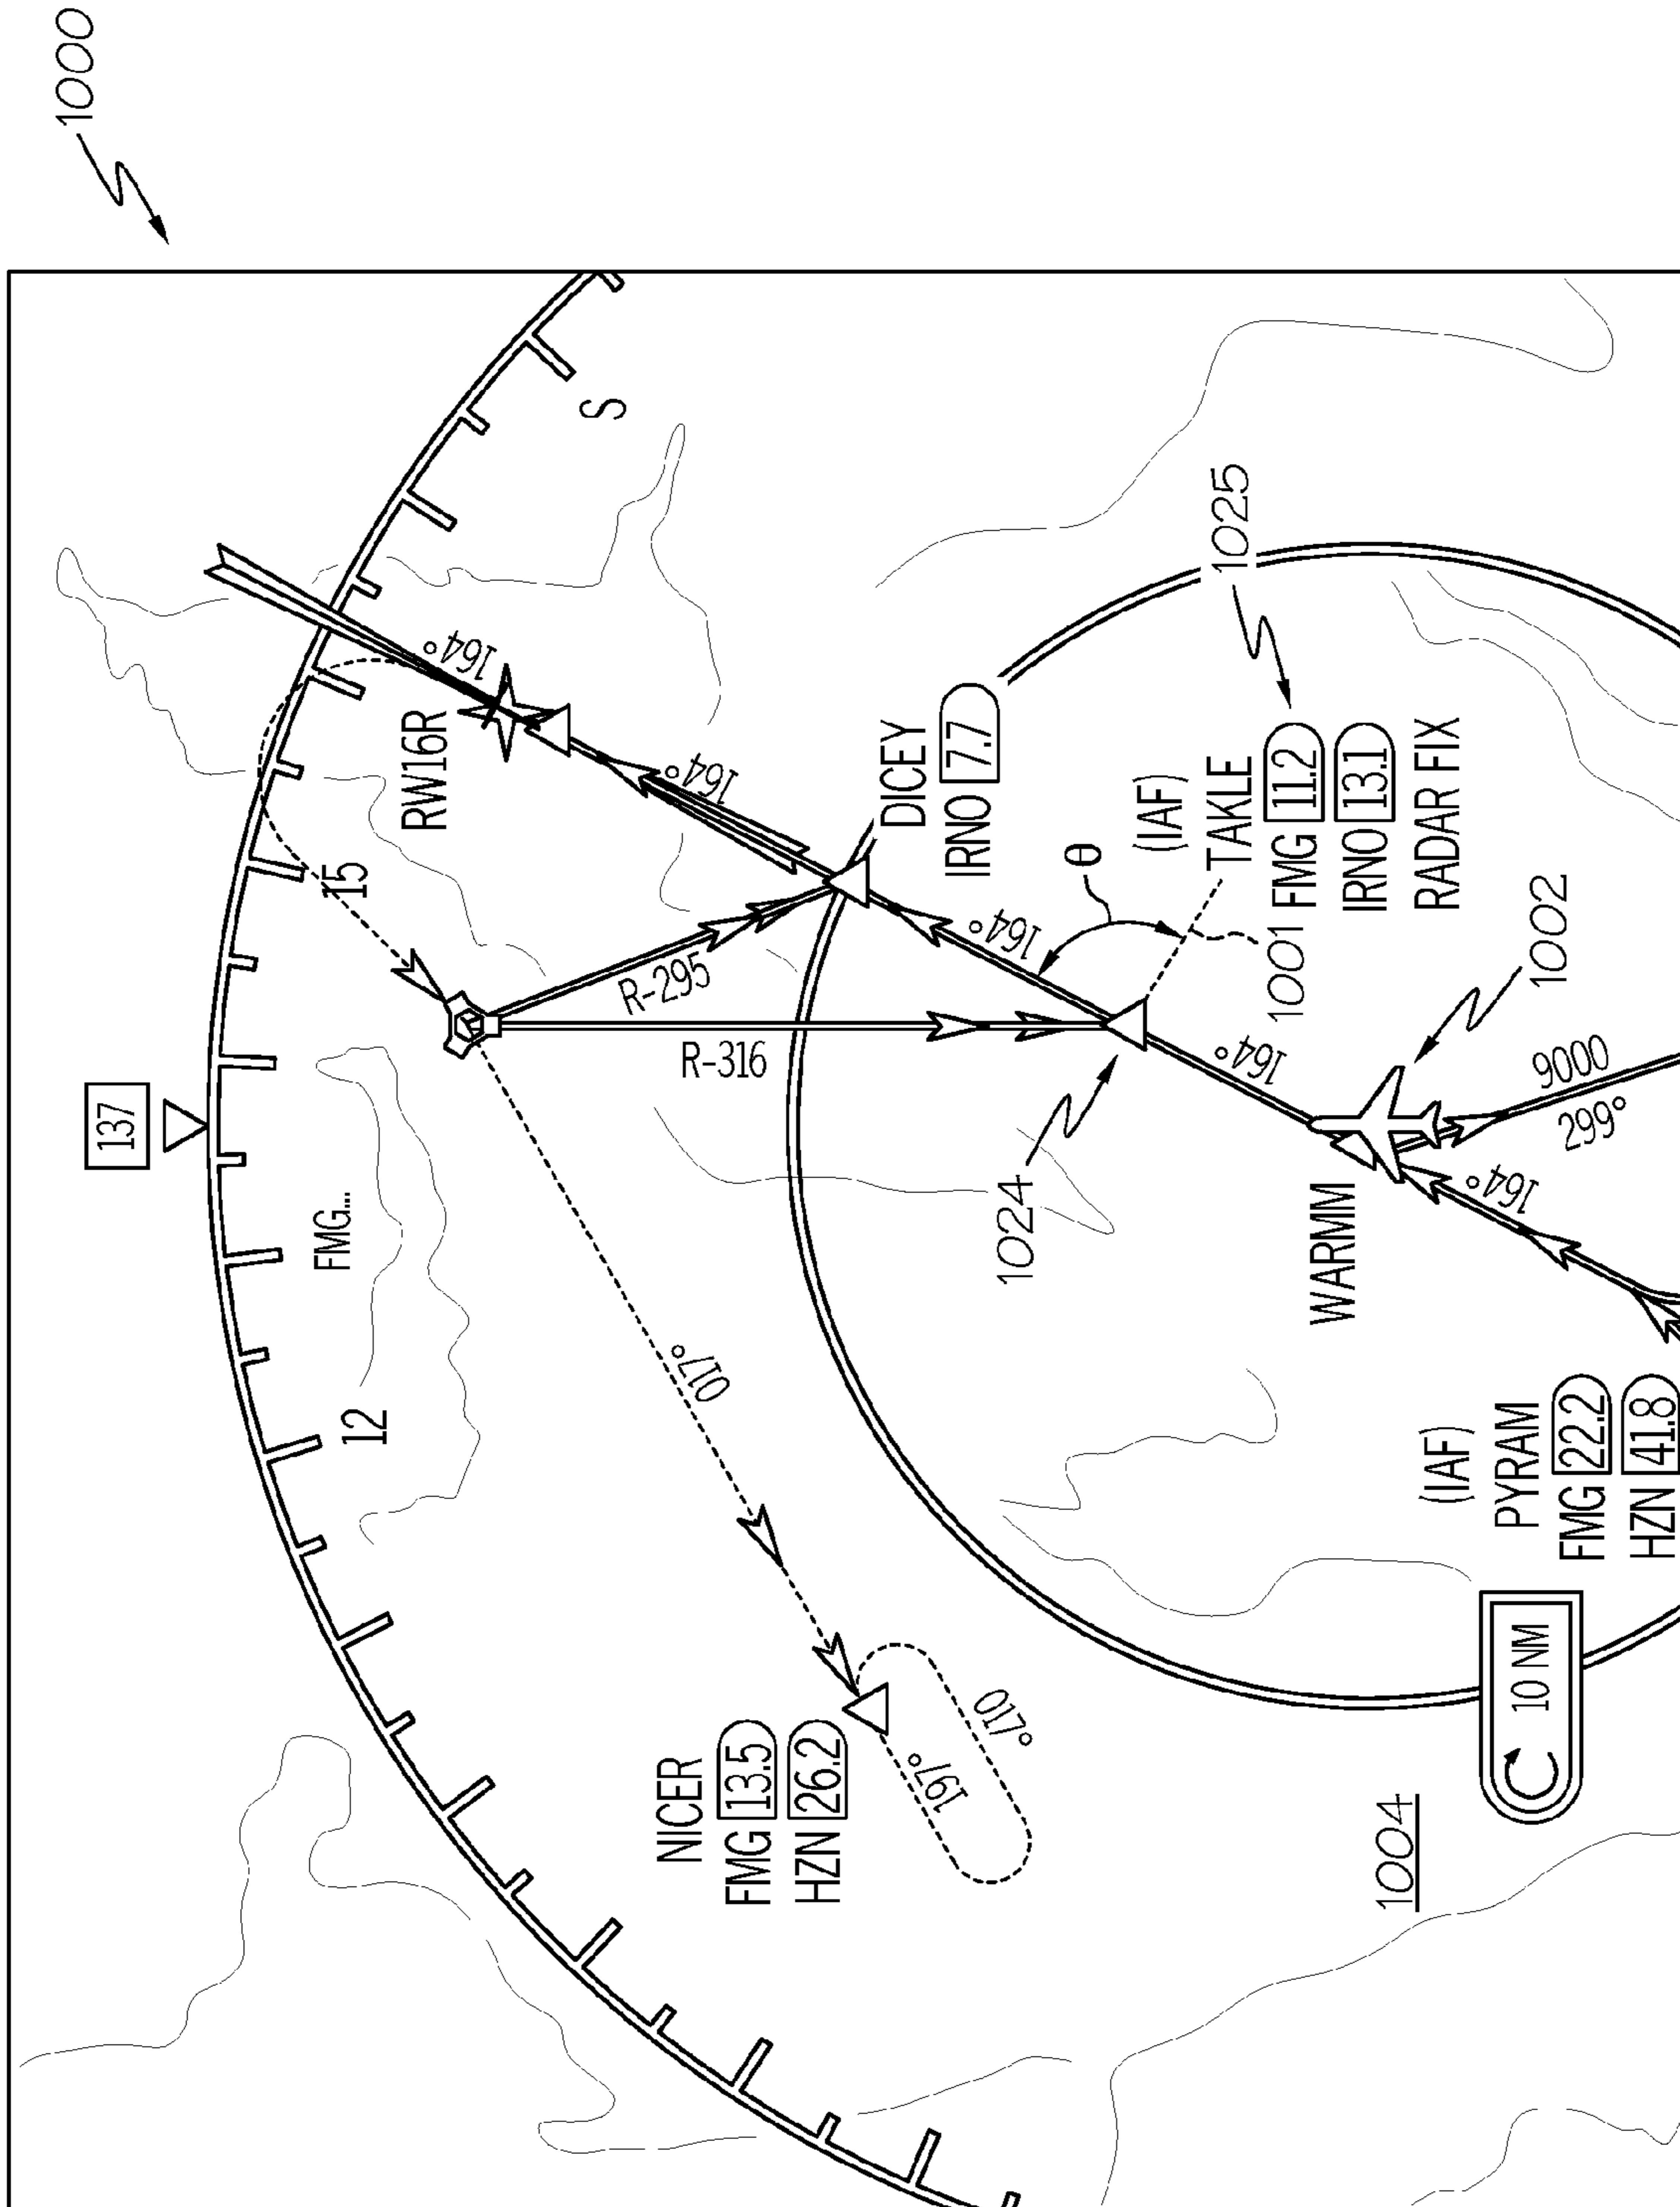 1000
137
FMG...
12
15
S
RW16R
164°
164°
R-295
R-316
017°
DICEY
IRNO 7.7
164°
θ
(IAF)
TAKLE
FMG 11.2
IRNO 13.1
RADAR FIX
1025
1001
1002
1024
164°
9000
299°
WARMM
164°
NICER
FMG 13.5
HZN 26.2
197°
017°
(IAF)
PYRAM
FMG 22.2
HZN 41.8
10 NM
1004